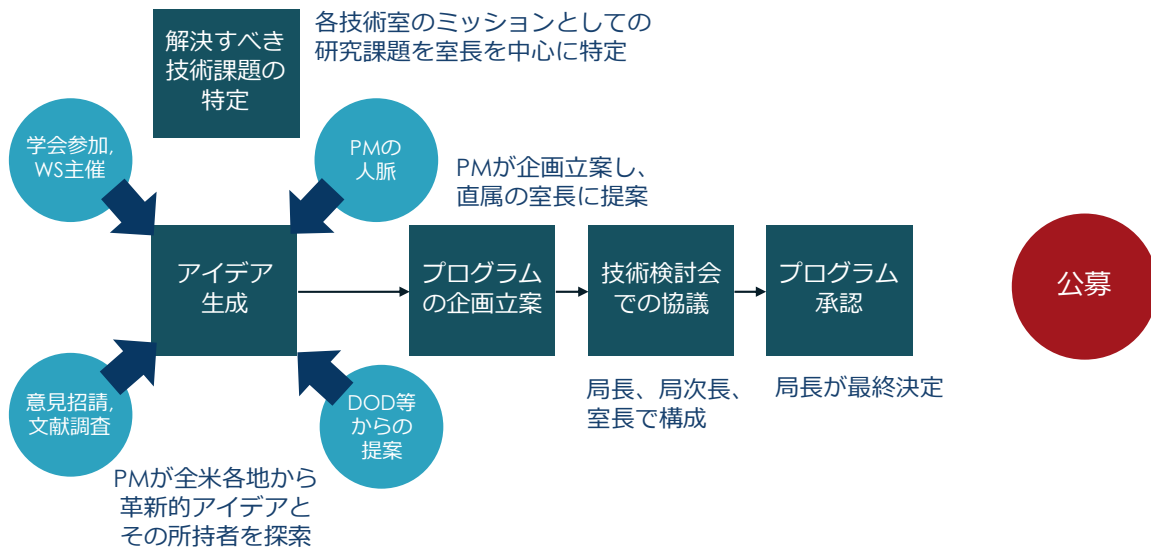 解決すべき
技術課題の
特定
各技術室のミッションとしての
研究課題を室長を中心に特定
学会参加,
WS主催
PMの
人脈
PMが企画立案し、
直属の室長に提案
アイデア
生成
プログラム
の企画立案
技術検討会
での協議
プログラム
承認
公募
意見招請,
文献調査
DOD等
からの
提案
局長、局次長、
室長で構成
局長が最終決定
PMが全米各地から
革新的アイデアと
その所持者を探索